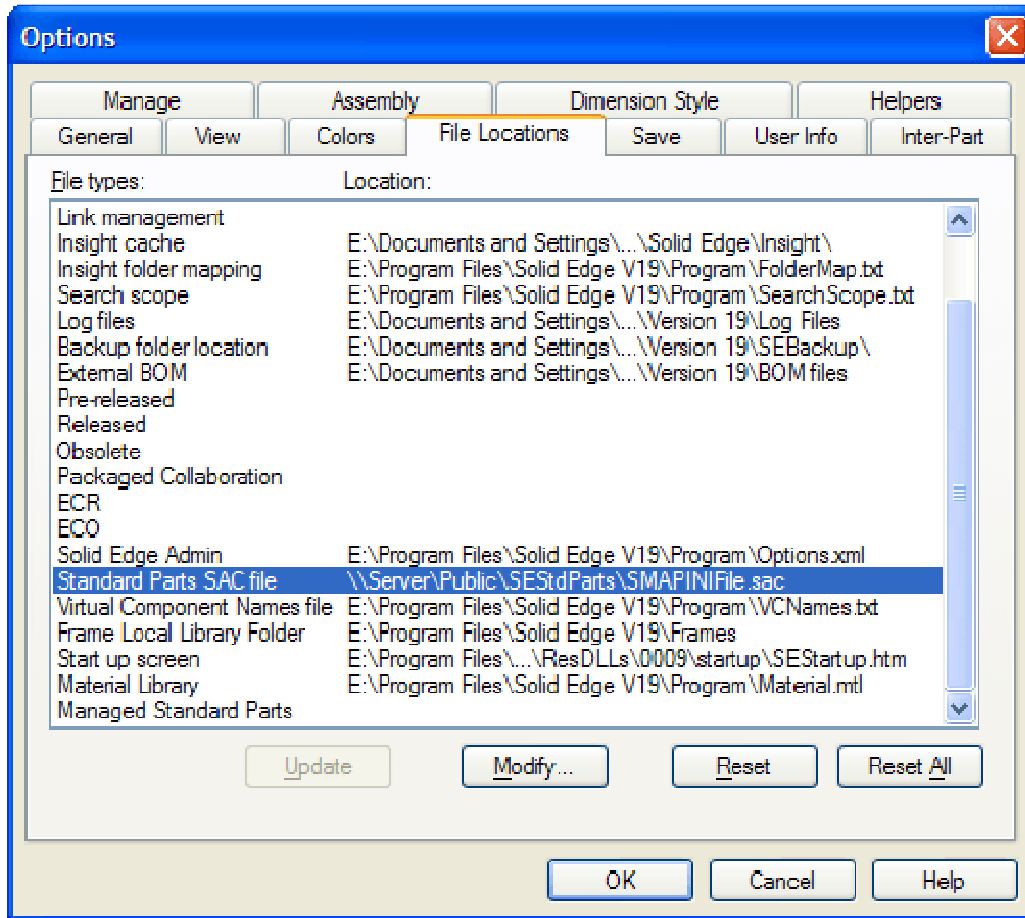 Options
Manage Assembly Dimension Style Helpers
General View Colors File Locations Save User Info Inter-Part
File types: Location:
Link management
Insight cache E:\Documents and Settings\...\Solid Edge\Insight\
Insight folder mapping E:\Program Files\Solid Edge V19\Program\FolderMap.txt
Search scope E:\Program Files\Solid Edge V19\Program\SearchScope.txt
Log files E:\Documents and Settings\...\Version 19\Log Files
Backup folder location E:\Documents and Settings\...\Version 19\SEBackup\
External BOM E:\Documents and Settings\...\Version 19\BOM files
Pre-released
Released
Obsolete
Packaged Collaboration
ECR
ECO
Solid Edge Admin E:\Program Files\Solid Edge V19\Program\Options.xml
Standard Parts SAC file \\Server\Public\SEStdParts\SMAPINIFile.sac
Virtual Component Names file E:\Program Files\Solid Edge V19\Program\VCNames.txt
Frame Local Library Folder E:\Program Files\Solid Edge V19\Frames
Start up screen E:\Program Files\...\ResDLLs\0009\startup\SEStartup.htm
Material Library E:\Program Files\Solid Edge V19\Program\Material.mtl
Managed Standard Parts
Update Modify... Reset Reset All
OK Cancel Help